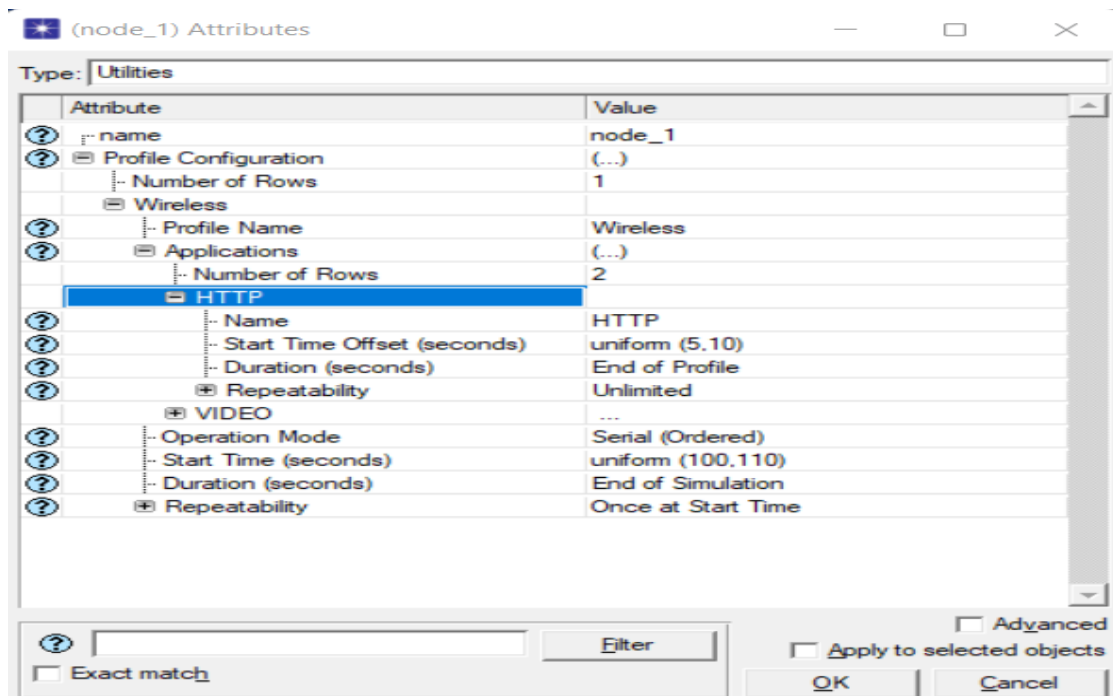 (node_1) Attributes
Type: Utilities
Attribute Value
name node_1
Profile Configuration (...)
Number of Rows 1
Wireless
Profile Name Wireless
Applications (...)
Number of Rows 2
HTTP
Name HTTP
Start Time Offset (seconds) uniform (5,10)
Duration (seconds) End of Profile
Repeatability Unlimited
VIDEO ...
Operation Mode Serial (Ordered)
Start Time (seconds) uniform (100,110)
Duration (seconds) End of Simulation
Repeatability Once at Start Time
Advanced
Filter Apply to selected objects
Exact match OK Cancel